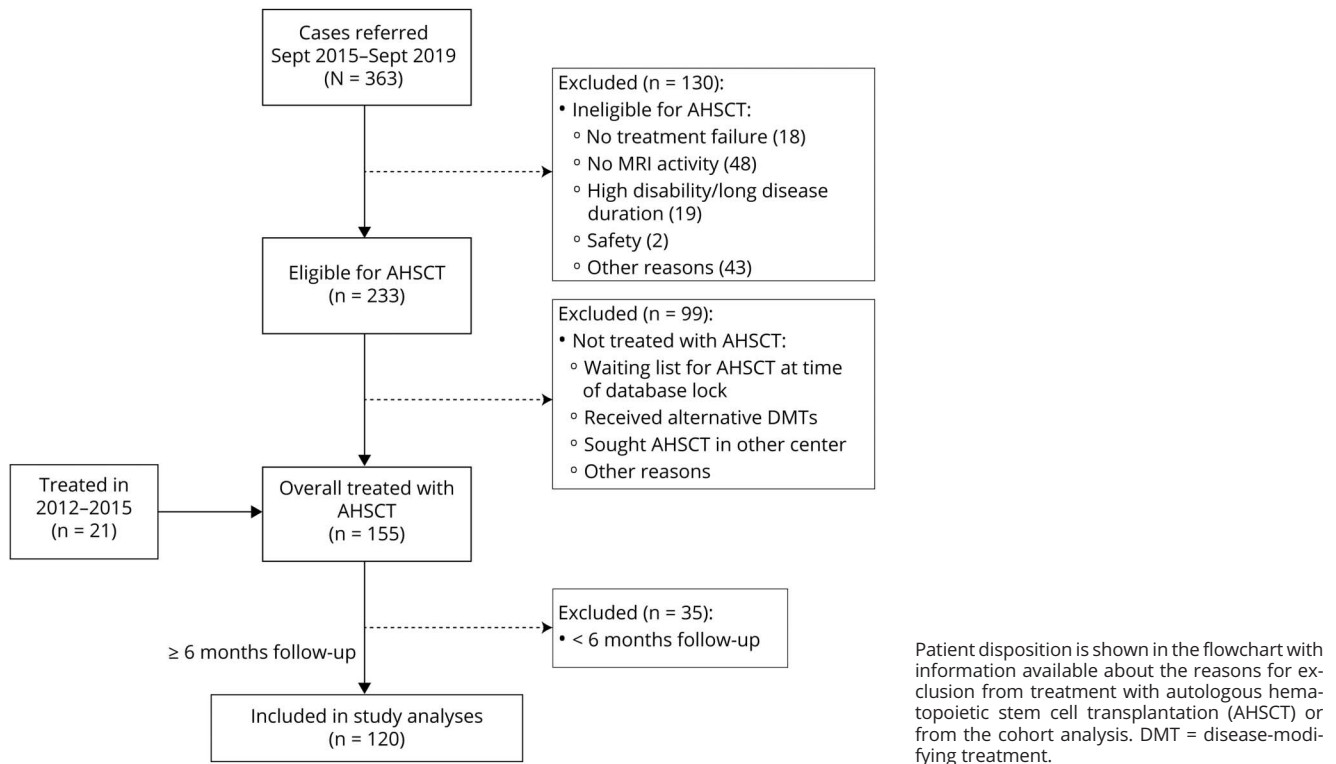 Cases referred
Sept 2015–Sept 2019
(N = 363)
Excluded (n = 130):
• Ineligible for AHSCT:
o No treatment failure (18)
o No MRI activity (48)
o High disability/long disease
duration (19)
o Safety (2)
o Other reasons (43)
Eligible for AHSCT
(n = 233)
Excluded (n = 99):
• Not treated with AHSCT:
o Waiting list for AHSCT at time
of database lock
o Received alternative DMTs
o Sought AHSCT in other center
o Other reasons
Treated in
2012–2015
(n = 21)
Overall treated with
AHSCT
(n = 155)
Excluded (n = 35):
• < 6 months follow-up
≥ 6 months follow-up
Included in study analyses
(n = 120)
Patient disposition is shown in the flowchart with
information available about the reasons for ex-
clusion from treatment with autologous hema-
topoietic stem cell transplantation (AHSCT) or
from the cohort analysis. DMT = disease-modi-
fying treatment.